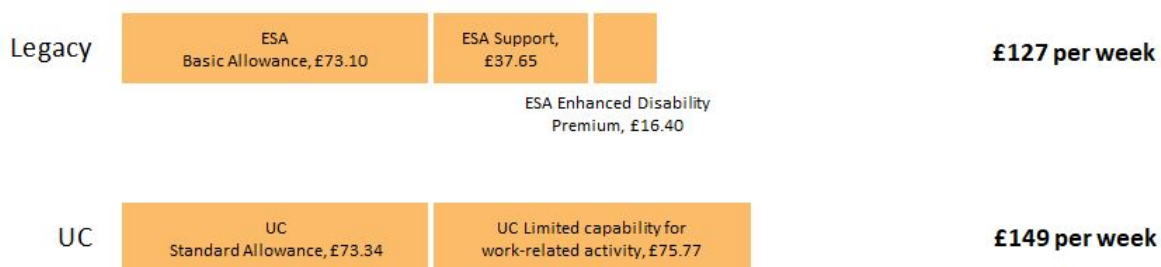 Legacy
ESA
Basic Allowance, £73.10
ESA Support,
£37.65
£127 per week
ESA Enhanced Disability
Premium, £16.40
UC
UC
Standard Allowance, £73.34
UC Limited capability for
work-related activity, £75.77
£149 per week